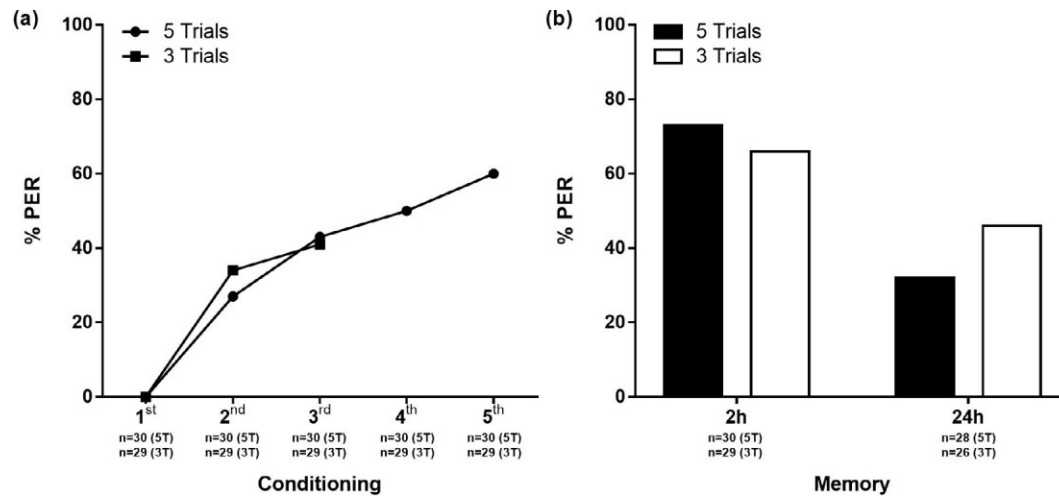 (a)
5 Trials
3 Trials
100
80
60
40
20
0
% PER
1st 2nd 3rd 4th 5th
n=30 (5T) n=30 (5T) n=30 (5T) n=30 (5T) n=30 (5T)
n=29 (3T) n=29 (3T) n=29 (3T) n=29 (3T) n=29 (3T)
Conditioning
(b)
5 Trials
3 Trials
100
80
60
40
20
0
% PER
2h 24h
n=30 (5T) n=28 (5T)
n=29 (3T) n=26 (3T)
Memory